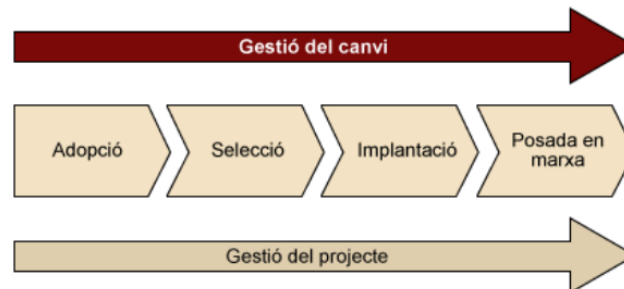 Gestió del canvi
Adopció
Selecció
Implantació
Posada en
marxa
Gestió del projecte